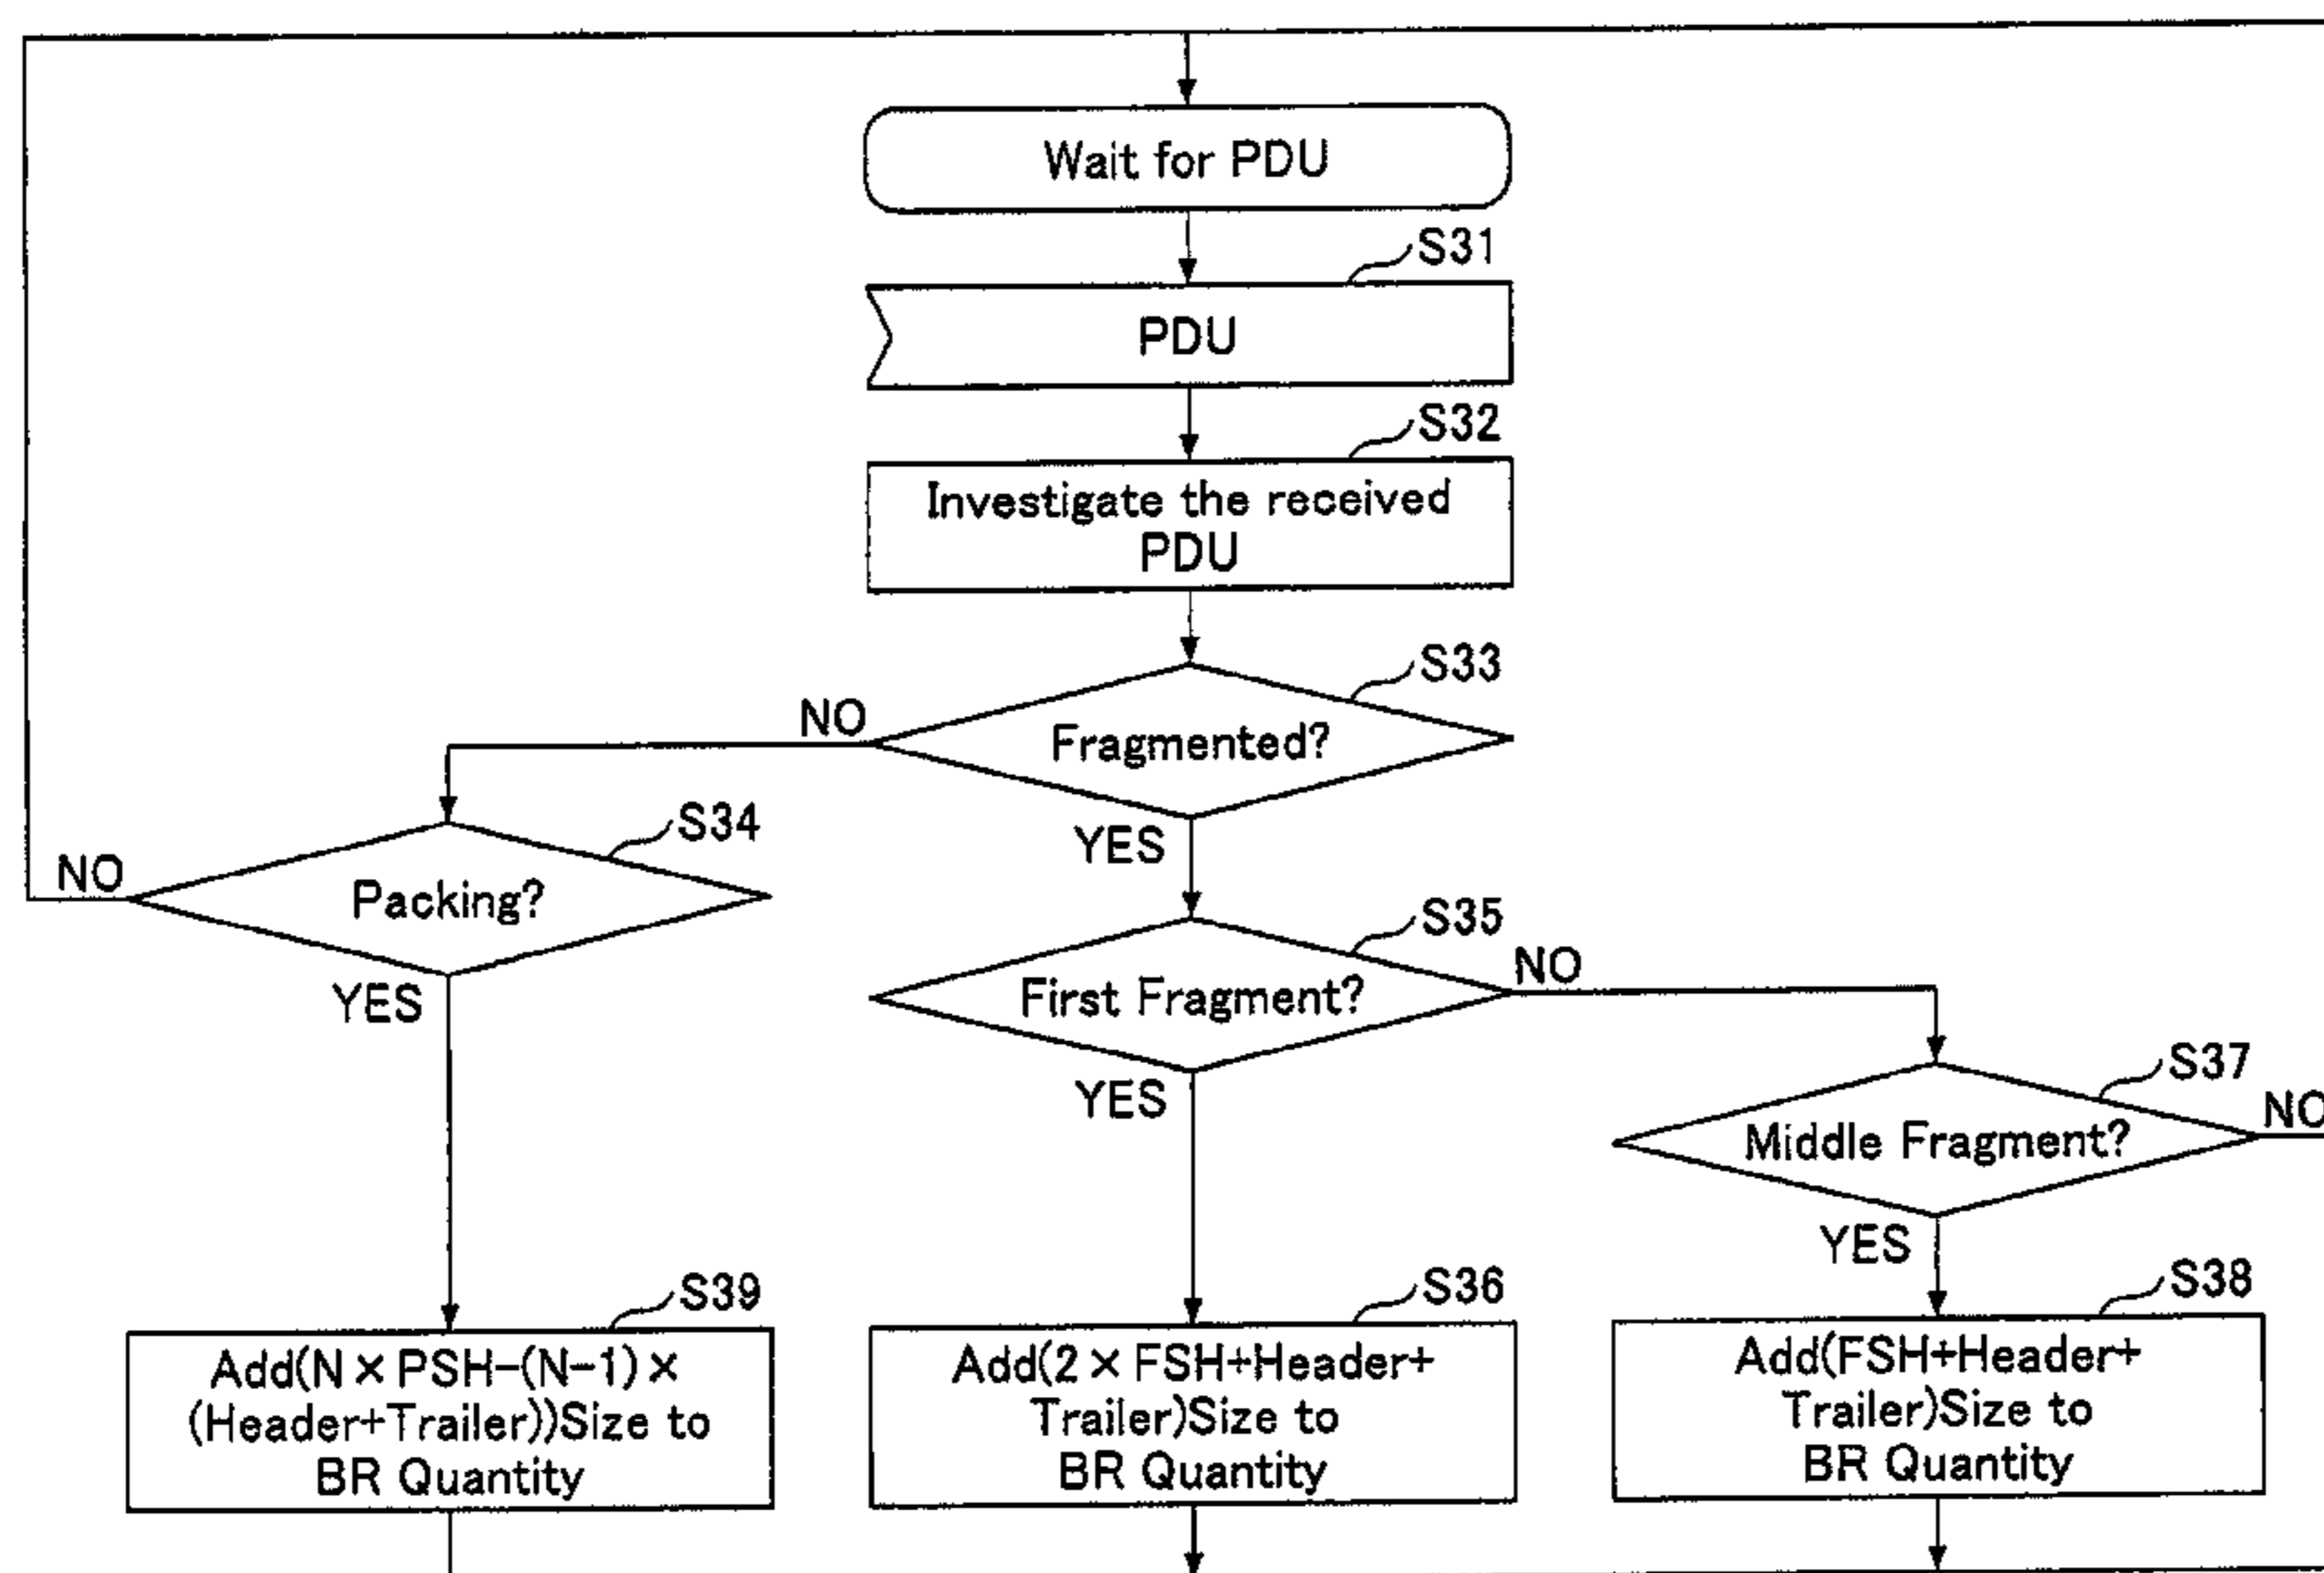 Wait for PDU
S31
PDU
S32
Investigate the received
PDU
S33
NO
Fragmented?
S34
YES
NO
Packing?
S35
NO
YES
First Fragment?
S37
YES
NO
Middle Fragment?
YES
S39
S36
S38
Add(N × PSH-(N-1) ×
(Header+Trailer))Size to
BR Quantity
Add(2 × FSH+Header+
Trailer)Size to
BR Quantity
Add(FSH+Header+
Trailer)Size to
BR Quantity